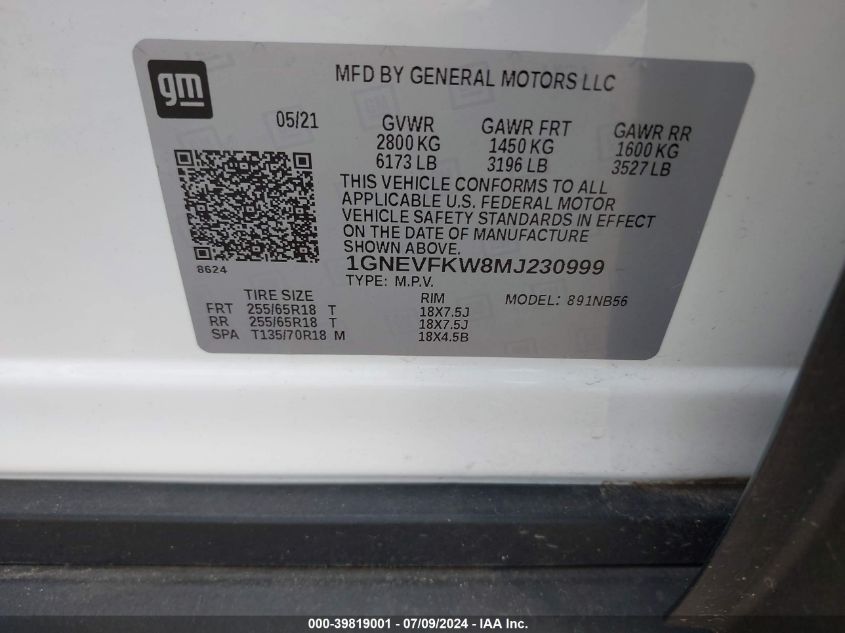 gm
MFD BY GENERAL MOTORS LLC
05/21 GVWR GAWR FRT GAWR RR
2800 KG 1450 KG 1600 KG
6173 LB 3196 LB 3527 LB
THIS VEHICLE CONFORMS TO ALL
APPLICABLE U.S. FEDERAL MOTOR
VEHICLE SAFETY STANDARDS IN EFFECT
ON THE DATE OF MANUFACTURE
SHOWN ABOVE.
8624
1GNEVFKW8MJ230999
TYPE: M.P.V.
TIRE SIZE RIM MODEL: 891NB56
FRT 255/65R18 T 18X7.5J
RR 255/65R18 T 18X7.5J
SPA T135/70R18 M 18X4.5B
000-39819001 - 07/09/2024 - IAA Inc.